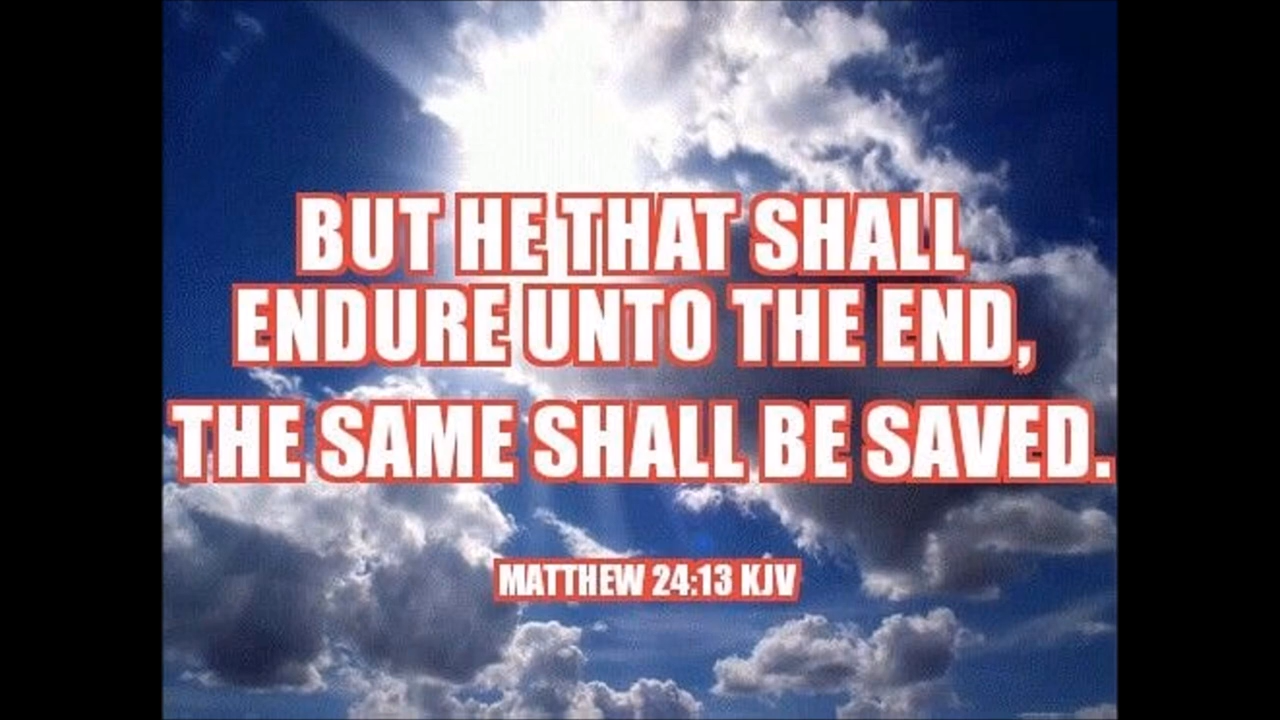 BUT HE THAT SHALL
ENDURE UNTO THE END,
THE SAME SHALL BE SAVED.
MATTHEW 24:13 KJV